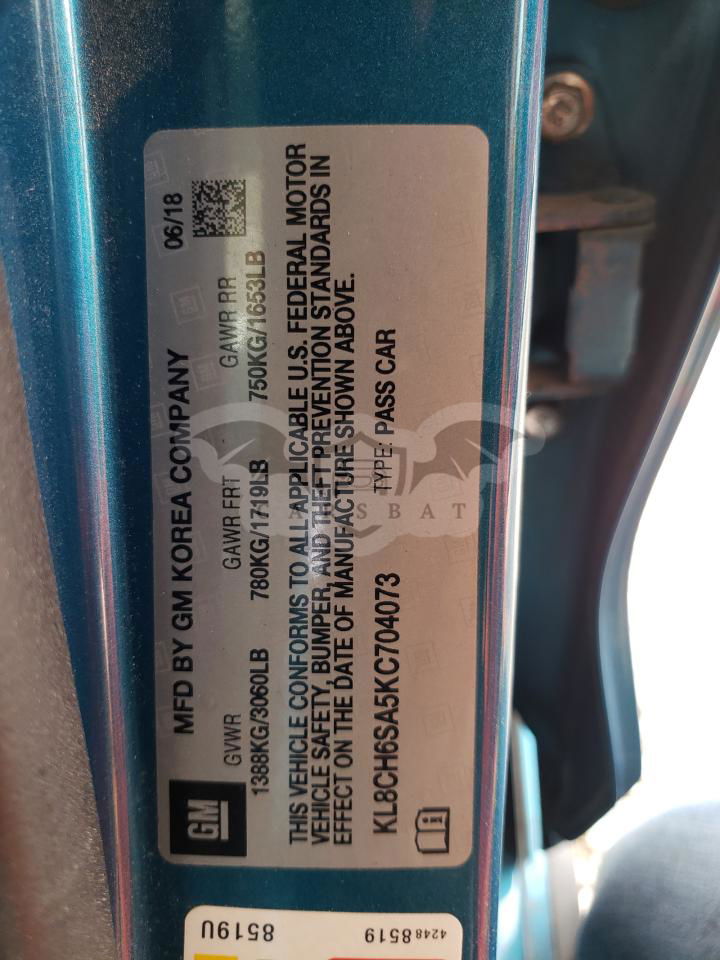 MFD BY GM KOREA COMPANY 06/18
GM
GVWR GAWR FRT GAWR RR
1388KG/3060LB 780KG/1719LB 750KG/1653LB
THIS VEHICLE CONFORMS TO ALL APPLICABLE U.S. FEDERAL MOTOR
VEHICLE SAFETY, BUMPER, AND THEFT PREVENTION STANDARDS IN
EFFECT ON THE DATE OF MANUFACTURE SHOWN ABOVE.
KL8CH6SA5KC704073 TYPE: PASS CAR
CARSBAT
42488519 8519U